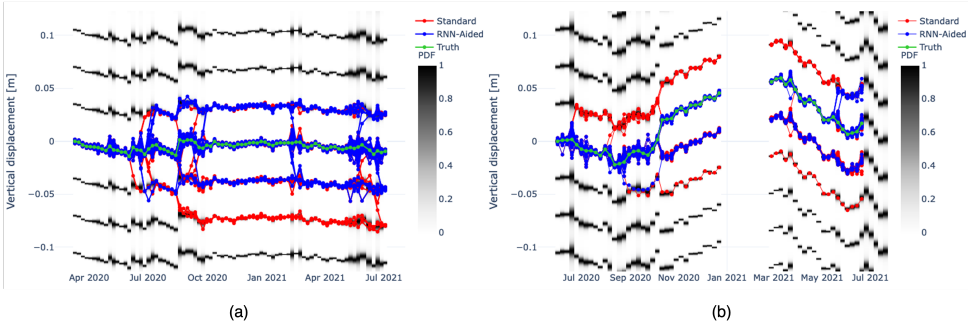 Vertical displacement [m]
0.1
0.05
0
−0.05
−0.1
Apr 2020
Jul 2020
Oct 2020
Jan 2021
Apr 2021
Jul 2021
Standard
RNN-Aided
Truth
PDF
1
0.8
0.6
0.4
0.2
0
(a)
Vertical displacement [m]
0.1
0.05
0
−0.05
−0.1
Jul 2020
Sep 2020
Nov 2020
Jan 2021
Mar 2021
May 2021
Jul 2021
Standard
RNN-Aided
Truth
PDF
1
0.8
0.6
0.4
0.2
0
(b)